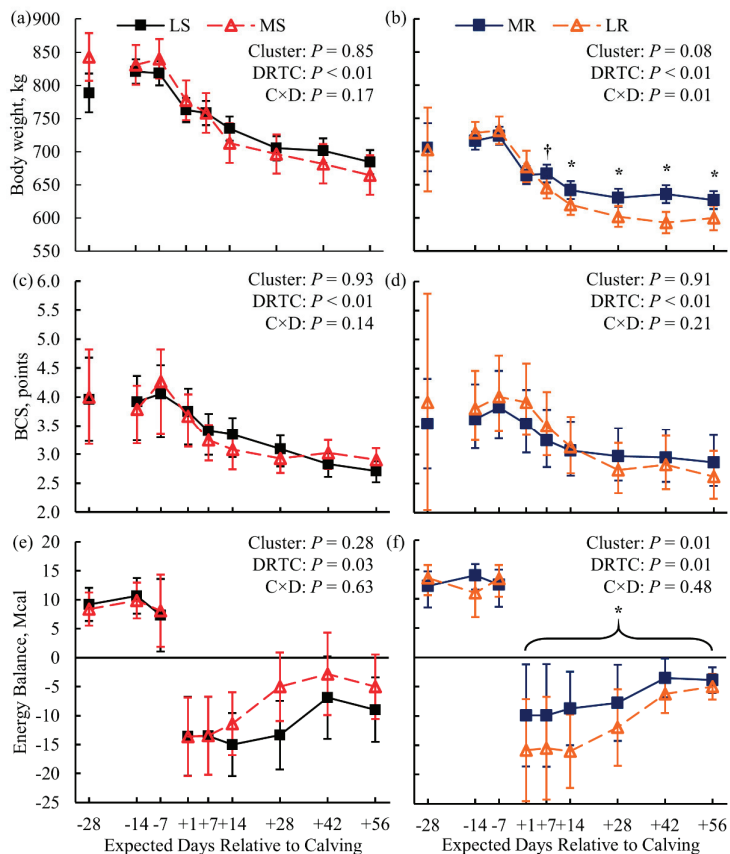 (a) LS MS
Cluster: P = 0.85
DRTC: P < 0.01
C×D: P = 0.17
Body weight, kg
900
850
800
750
700
650
600
550
(b) MR LR
Cluster: P = 0.08
DRTC: P < 0.01
C×D: P = 0.01
† * * * *
(c)
Cluster: P = 0.93
DRTC: P < 0.01
C×D: P = 0.14
BCS, points
6.0
5.5
5.0
4.5
4.0
3.5
3.0
2.5
2.0
(d)
Cluster: P = 0.91
DRTC: P < 0.01
C×D: P = 0.21
(e)
Cluster: P = 0.28
DRTC: P = 0.03
C×D: P = 0.63
Energy Balance, Mcal
20
15
10
5
0
-5
-10
-15
-20
-25
-28 -14 -7 +1 +7 +14 +28 +42 +56
Expected Days Relative to Calving
(f)
Cluster: P = 0.01
DRTC: P = 0.01
C×D: P = 0.48
*
-28 -14 -7 +1 +7 +14 +28 +42 +56
Expected Days Relative to Calving